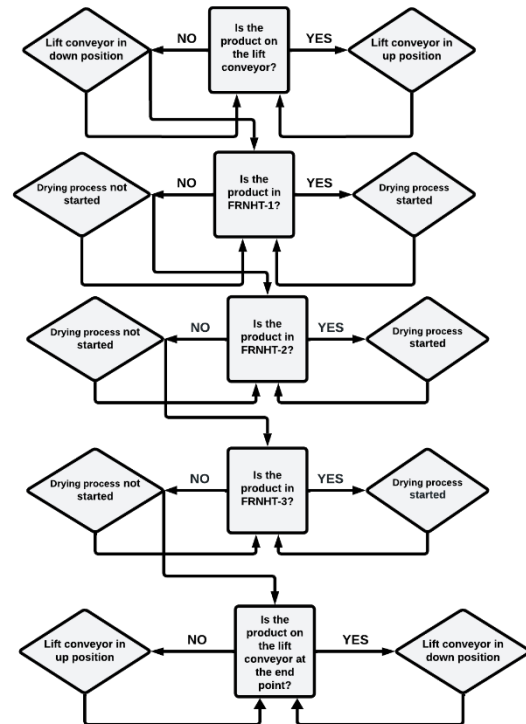 Lift conveyor in
down position
NO
Is the
product on
the lift
conveyor?
YES
Lift conveyor in
up position
Drying process not
started
NO
Is the
product in
FRNHT-1?
YES
Drying process
started
Drying process not
started
NO
Is the
product in
FRNHT-2?
YES
Drying process
started
Drying process not
started
NO
Is the
product in
FRNHT-3?
YES
Drying process
started
Lift conveyor in
up position
NO
Is the
product on
the lift
conveyor at
the end
point?
YES
Lift conveyor in
down position